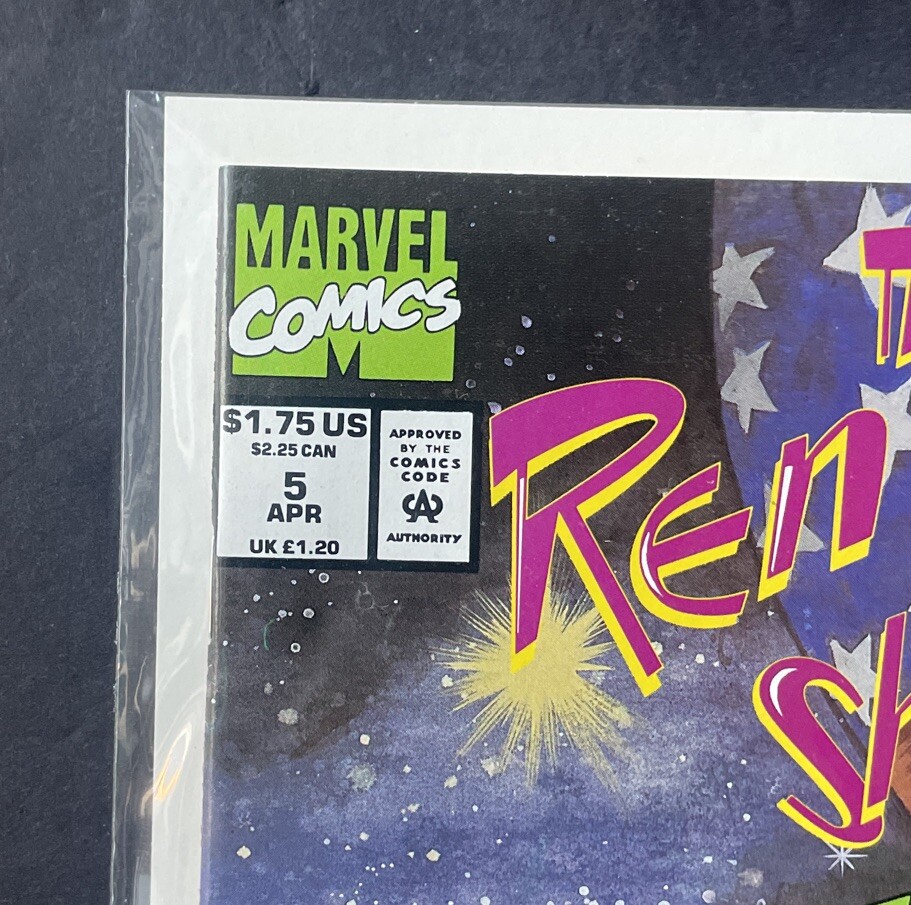 MARVEL
COMICS
M
$1.75 US
$2.25 CAN
5
APR
UK £1.20
APPROVED
BY THE
COMICS
CODE
AUTHORITY
REN